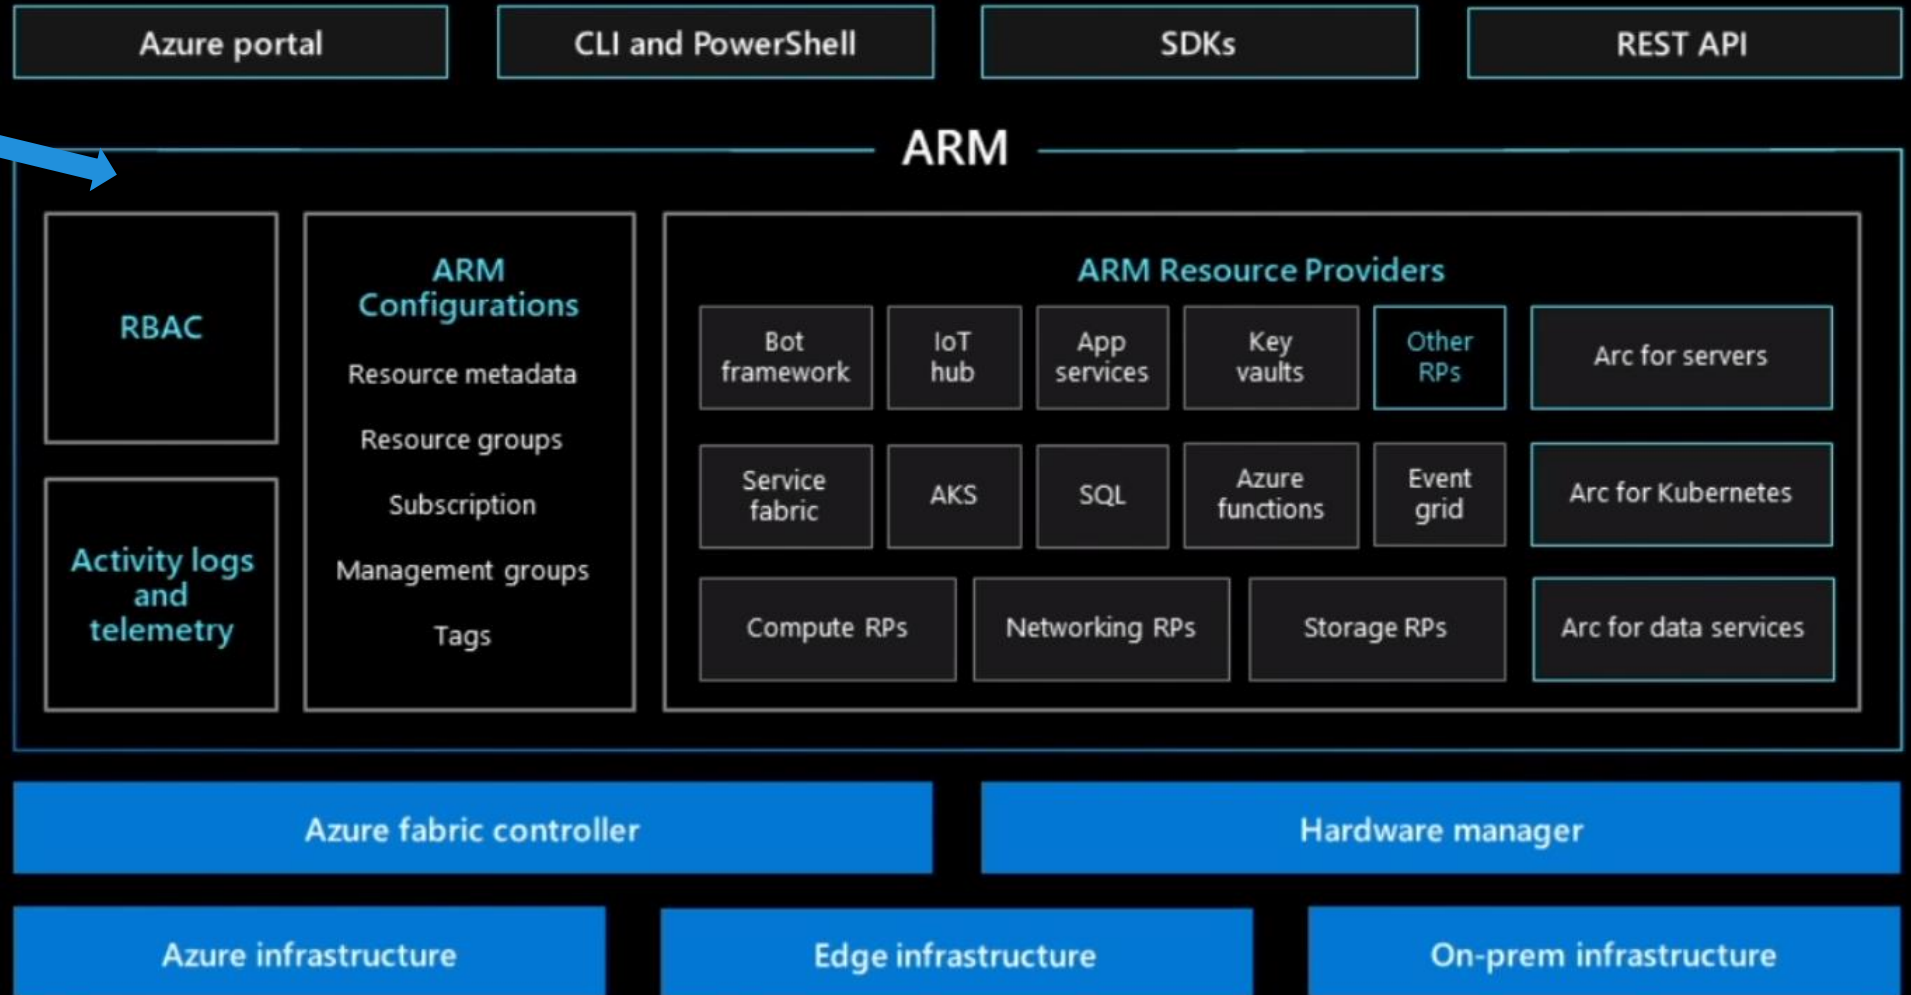 Azure portal
CLI and PowerShell
SDKs
REST API
ARM
RBAC
Activity logs
and
telemetry
ARM
Configurations
Resource metadata
Resource groups
Subscription
Management groups
Tags
ARM Resource Providers
Bot
framework
IoT
hub
App
services
Key
vaults
Other
RPs
Arc for servers
Service
fabric
AKS
SQL
Azure
functions
Event
grid
Arc for Kubernetes
Compute RPs
Networking RPs
Storage RPs
Arc for data services
Azure fabric controller
Hardware manager
Azure infrastructure
Edge infrastructure
On-prem infrastructure